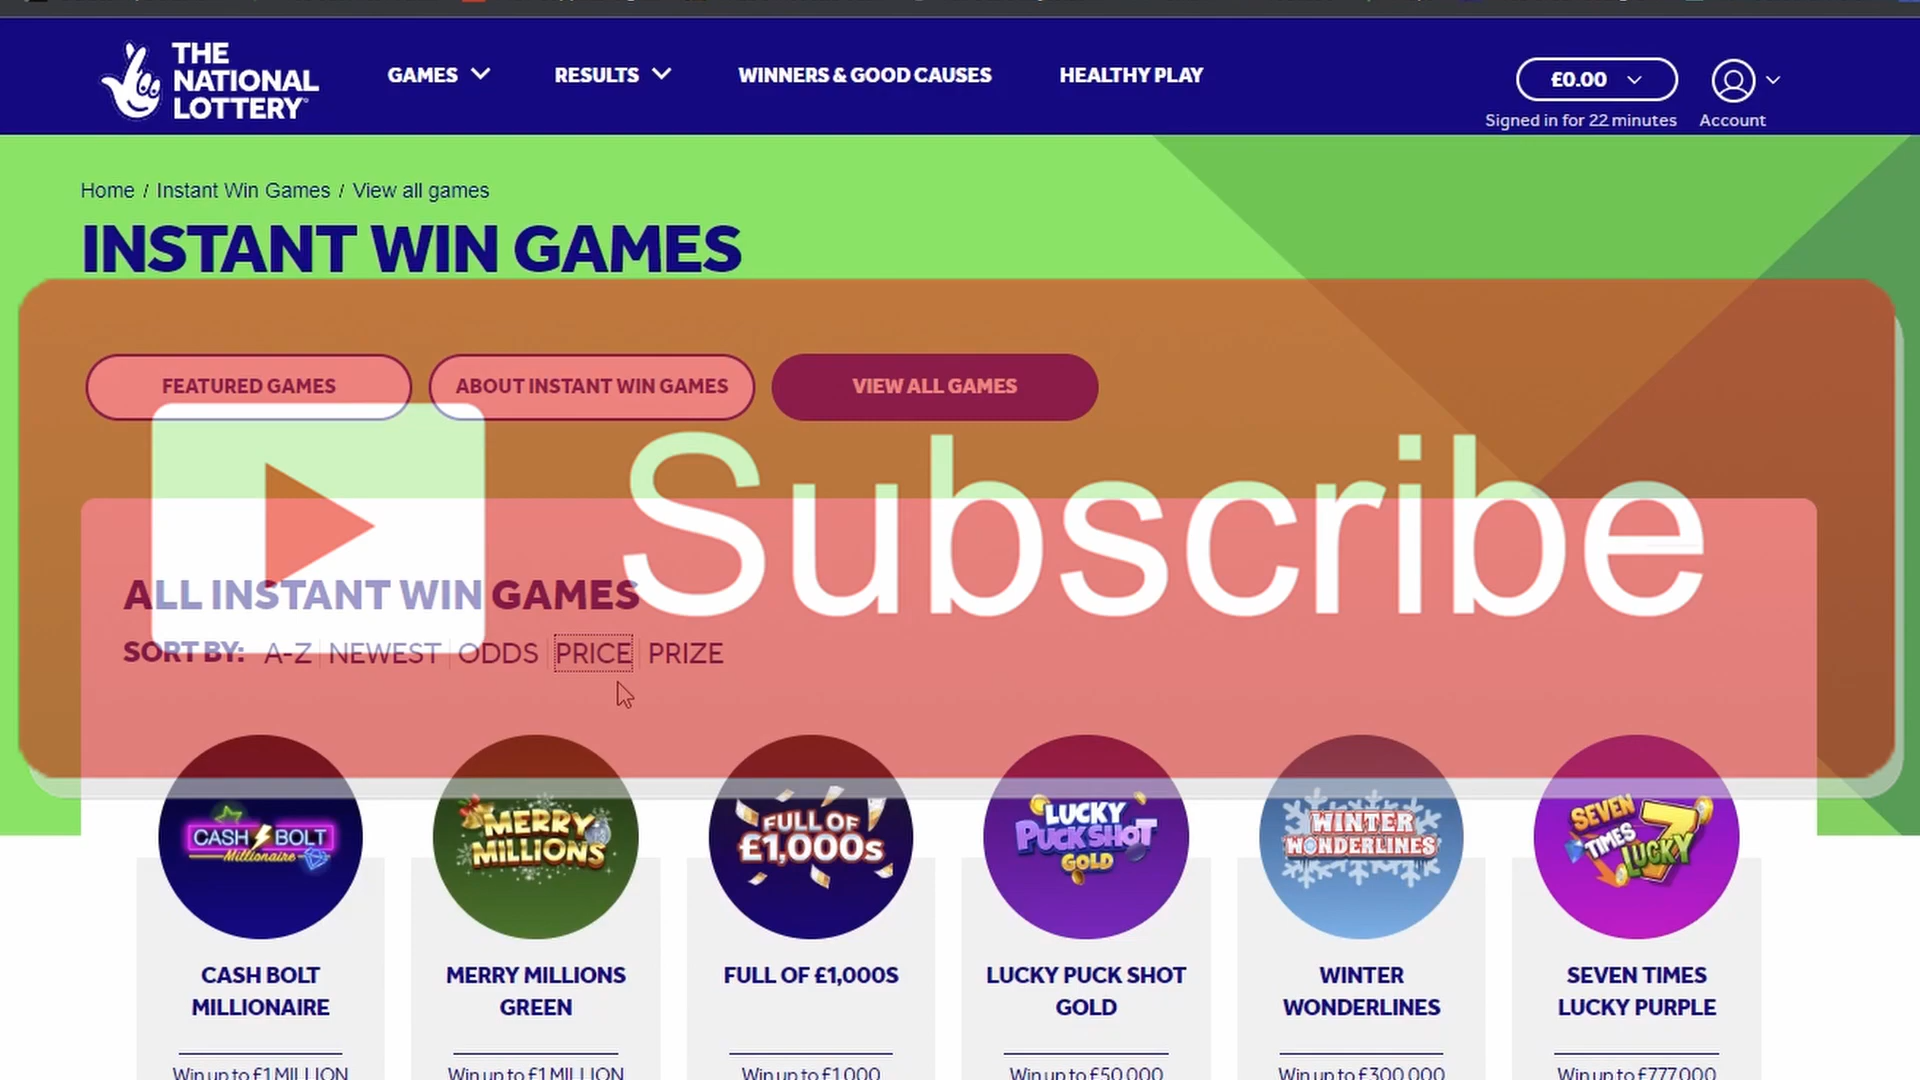 THE
NATIONAL
LOTTERY
GAMES RESULTS WINNERS & GOOD CAUSES HEALTHY PLAY
£0.00
Signed in for 22 minutes Account
Home / Instant Win Games / View all games
INSTANT WIN GAMES
FEATURED GAMES ABOUT INSTANT WIN GAMES VIEW ALL GAMES
Subscribe
ALL INSTANT WIN GAMES
SORT BY: A-Z NEWEST ODDS PRICE PRIZE
CASH BOLT
Millionaire
MERRY
MILLIONS
FULL OF
£1,000s
LUCKY
PUCK SHOT
GOLD
WINTER
WONDERLINES
SEVEN
TIMES
LUCKY
7
CASH BOLT
MILLIONAIRE
MERRY MILLIONS
GREEN
FULL OF £1,000S
LUCKY PUCK SHOT
GOLD
WINTER
WONDERLINES
SEVEN TIMES
LUCKY PURPLE
Win up to £1 MILLION
Win up to £1 MILLION
Win up to £1,000
Win up to £50,000
Win up to £300,000
Win up to £777,000